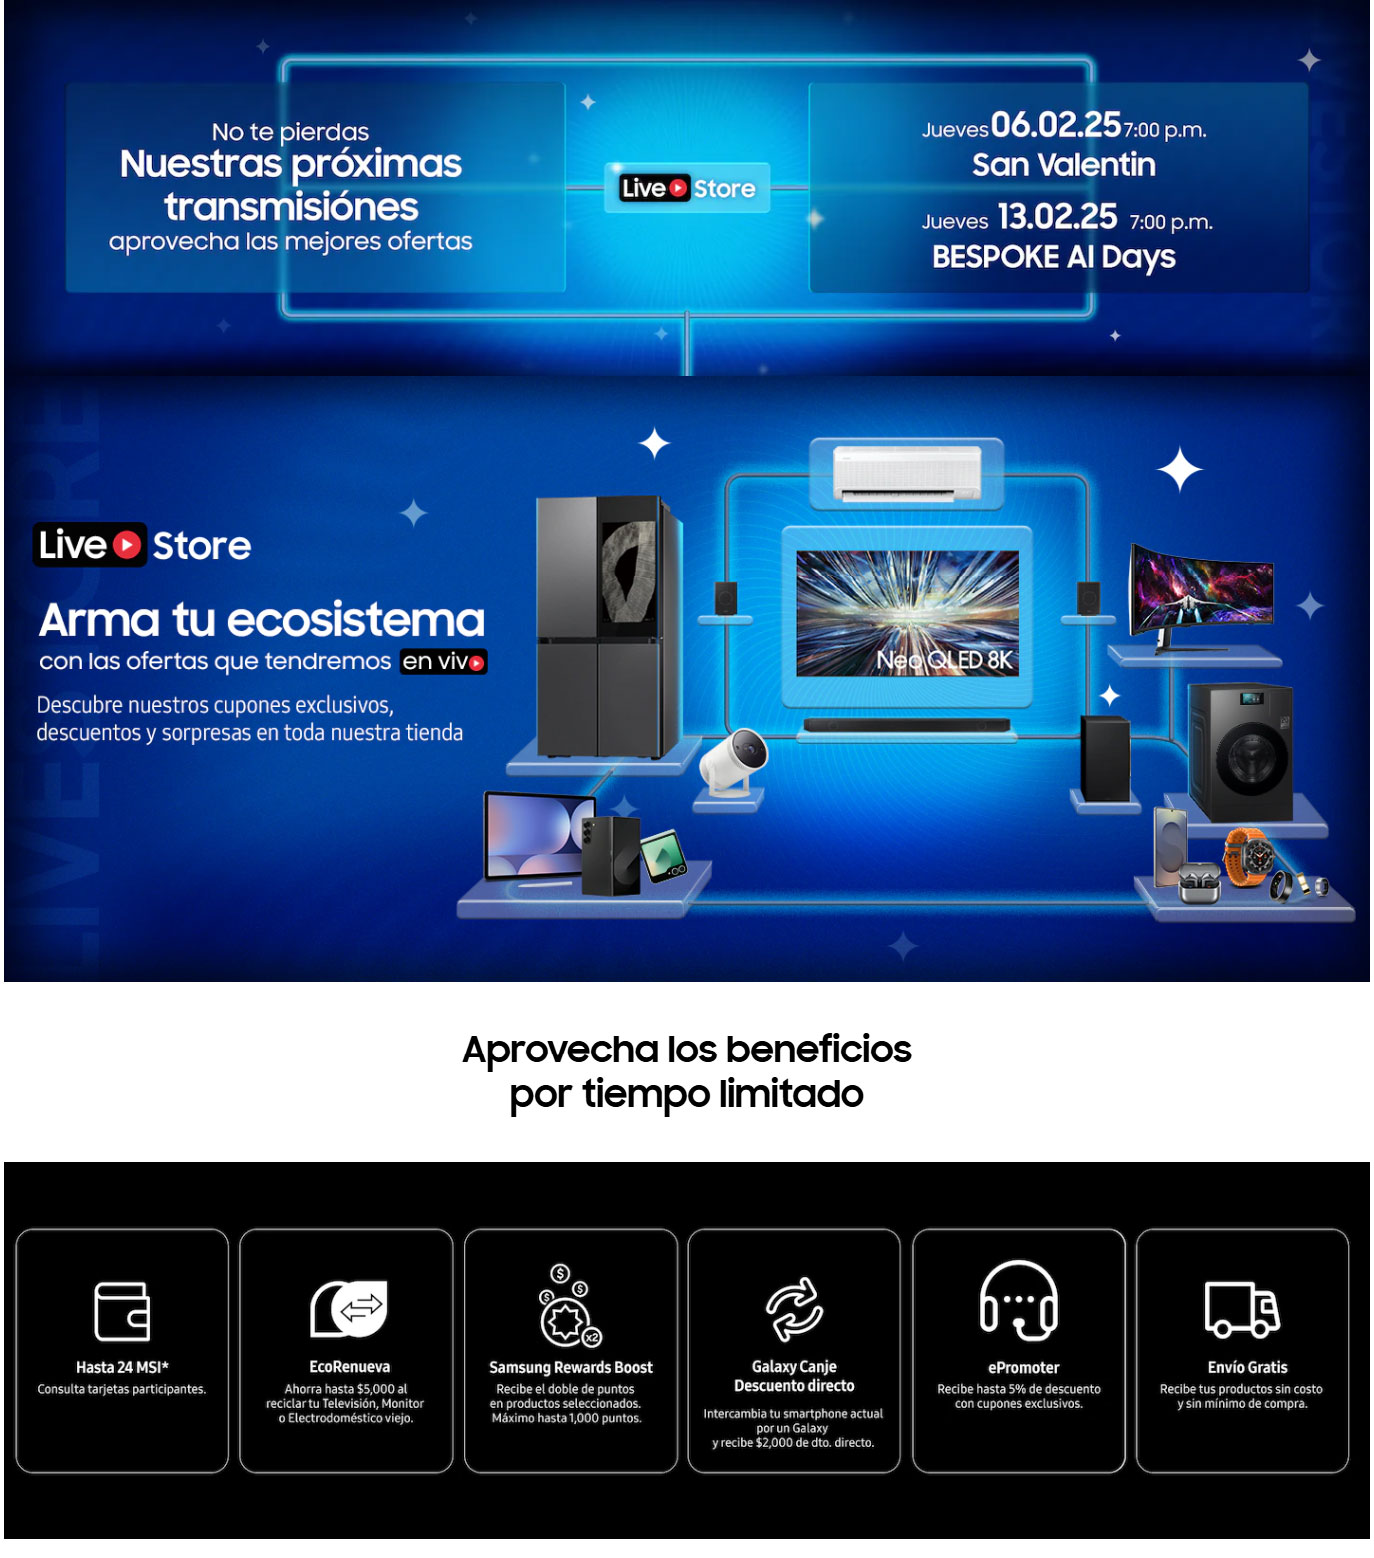 No te pierdas
Nuestras próximas
transmisiónes
aprovecha las mejores ofertas
Live Store
Jueves 06.02.25 7:00 p.m.
San Valentin
Jueves 13.02.25 7:00 p.m.
BESPOKE AI Days
Live Store
Arma tu ecosistema
con las ofertas que tendremos en vivo
Descubre nuestros cupones exclusivos,
descuentos y sorpresas en toda nuestra tienda
Neo QLED 8K
Aprovecha los beneficios
por tiempo limitado
Hasta 24 MSI*
Consulta tarjetas participantes.
EcoRenueva
Ahorra hasta $5,000 al
reciclar tu Televisión, Monitor
o Electrodoméstico viejo.
x2
Samsung Rewards Boost
Recibe el doble de puntos
en productos seleccionados.
Máximo hasta 1,000 puntos.
Galaxy Canje
Descuento directo
Intercambia tu smartphone actual
por un Galaxy
y recibe $2,000 de dto. directo.
ePromoter
Recibe hasta 5% de descuento
con cupones exclusivos.
Envío Gratis
Recibe tus productos sin costo
y sin mínimo de compra.